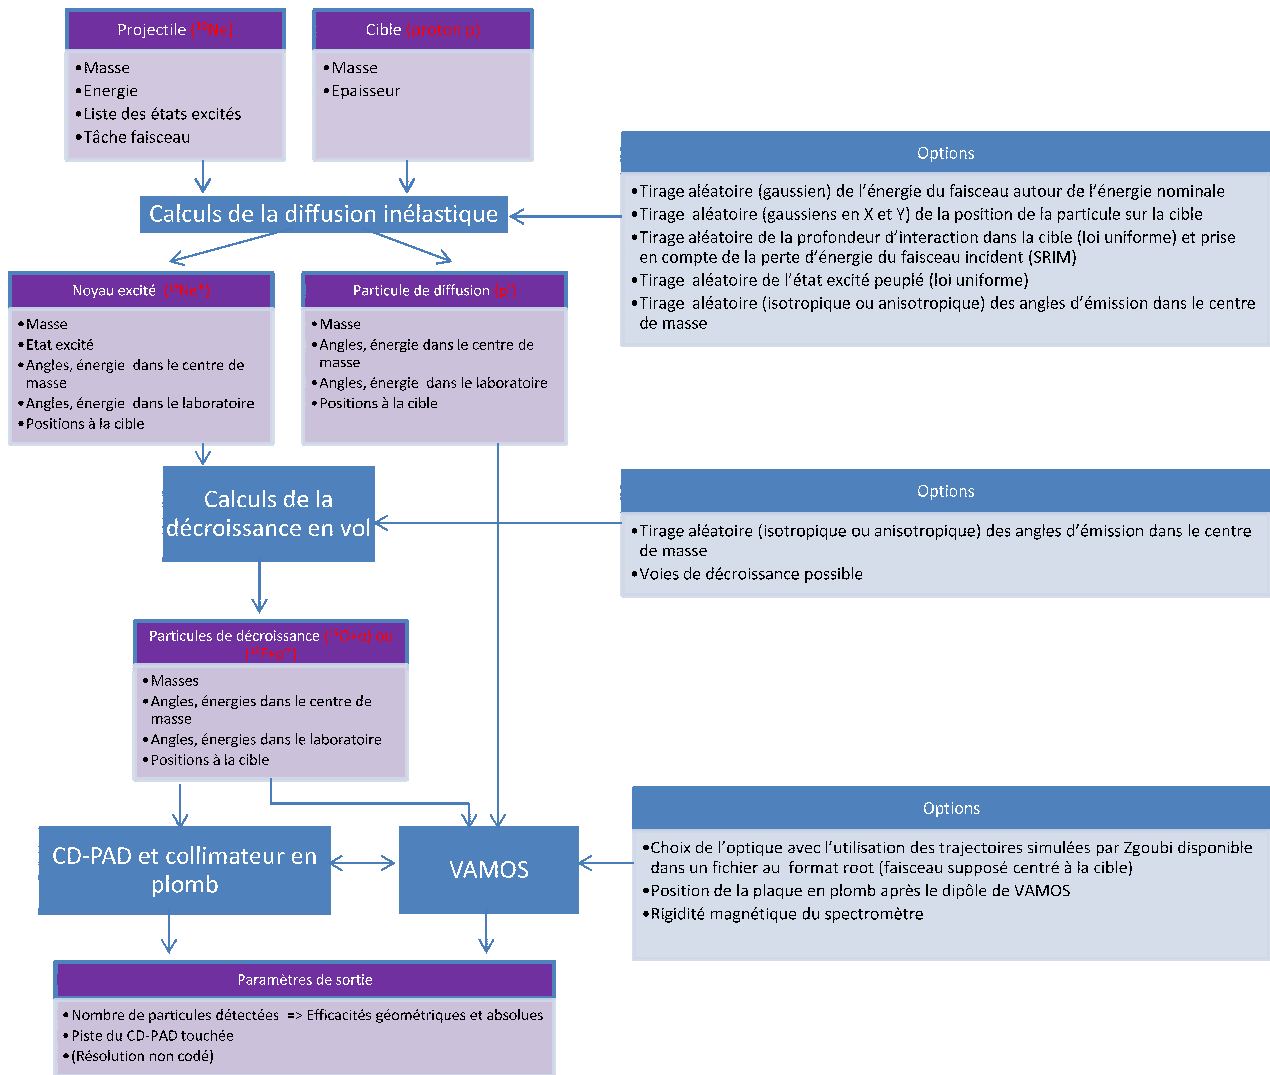 Projectile
Cible
•Masse
•Energie
•Liste des états excités
•Tâche faisceau
•Masse
•Epaisseur
Options
•Tirage aléatoire (gaussien) de l'énergie du faisceau autour de l'énergie nominale
•Tirage aléatoire (gaussiens en X et Y) de la position de la particule sur la cible
•Tirage aléatoire de la profondeur d'interaction dans la cible (loi uniforme) et prise
en compte de la perte d'énergie du faisceau incident (SRIM)
•Tirage aléatoire de l'état excité peuplé (loi uniforme)
•Tirage aléatoire (isotropique ou anisotropique) des angles d'émission dans le centre
de masse
Calculs de la diffusion inélastique
Noyau excité
•Masse
•Etat excité
•Angles, énergie dans le centre de
masse
•Angles, énergie dans le laboratoire
•Positions à la cible
Particule de diffusion
•Masse
•Angles, énergie dans le centre de
masse
•Angles, énergie dans le laboratoire
•Positions à la cible
Calculs de la
décroissance en vol
Options
•Tirage aléatoire (isotropique ou anisotropique) des angles d'émission dans le centre
de masse
•Voies de décroissance possible
Particules de décroissance
•Masses
•Angles, énergies dans le centre de
masse
•Angles, énergies dans le laboratoire
•Positions à la cible
CD-PAD et collimateur en
plomb
VAMOS
Options
•Choix de l'optique avec l'utilisation des trajectoires simulées par Zgoubi disponible
dans un fichier au format root (faisceau supposé centré à la cible)
•Position de la plaque en plomb après le dipôle de VAMOS
•Rigidité magnétique du spectromètre
Paramètres de sortie
•Nombre de particules détectées => Efficacités géométriques et absolues
•Piste du CD-PAD touchée
•(Résolution non codé)